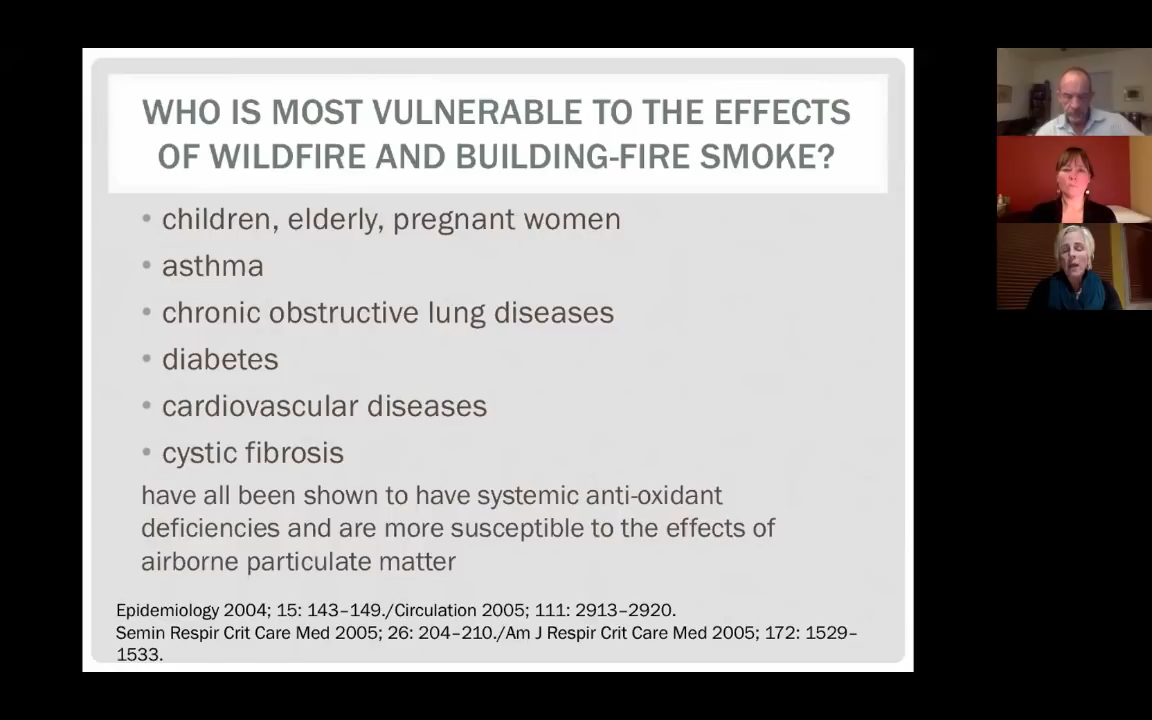 WHO IS MOST VULNERABLE TO THE EFFECTS
OF WILDFIRE AND BUILDING-FIRE SMOKE?
• children, elderly, pregnant women
• asthma
• chronic obstructive lung diseases
• diabetes
• cardiovascular diseases
• cystic fibrosis
have all been shown to have systemic anti-oxidant
deficiencies and are more susceptible to the effects of
airborne particulate matter
Epidemiology 2004; 15: 143–149./Circulation 2005; 111: 2913–2920.
Semin Respir Crit Care Med 2005; 26: 204–210./Am J Respir Crit Care Med 2005; 172: 1529–
1533.